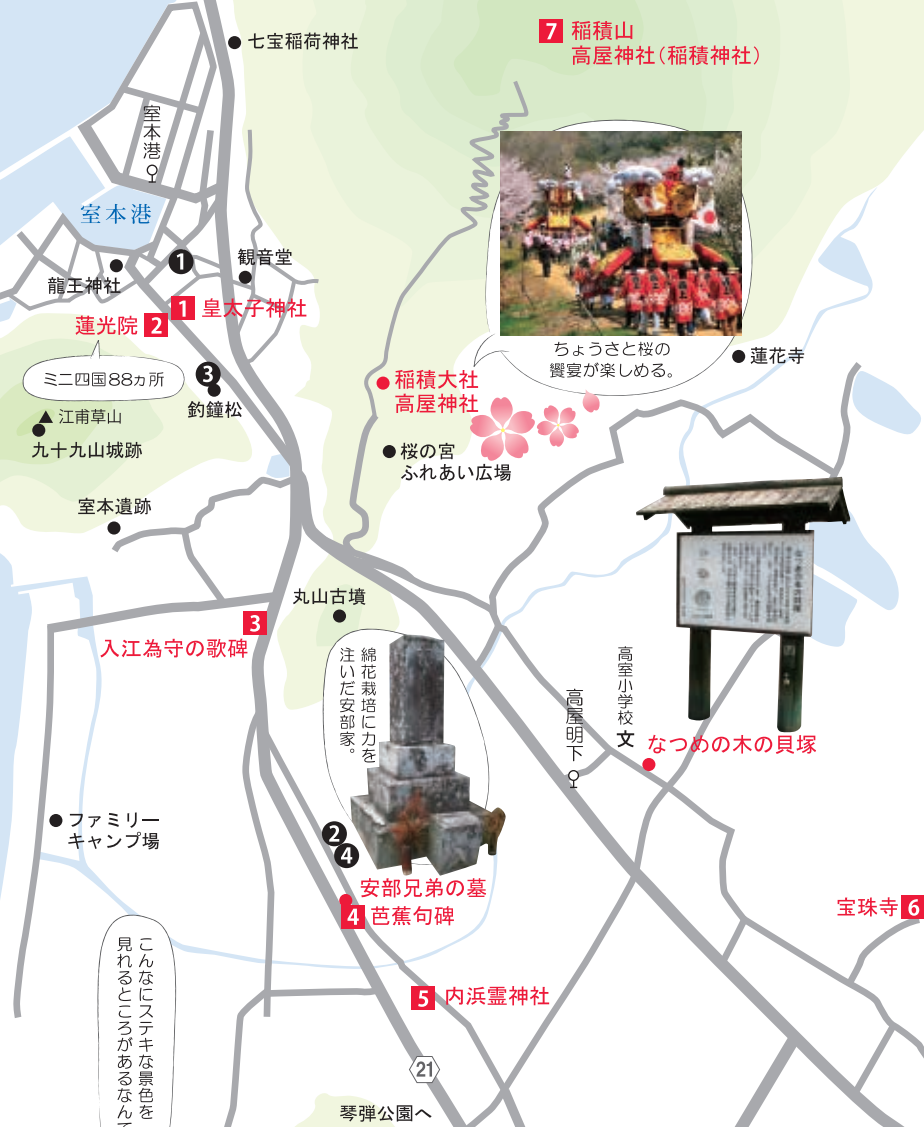 七宝稲荷神社
7 稲積山
高屋神社（稲積神社）
室本港
室本港
❶
観音堂
龍王神社
1 皇太子神社
蓮光院 2
ミニ四国88ヵ所
❸
釣鐘松
▲ 江甫草山
九十九山城跡
室本遺跡
ちょうさと桜の
饗宴が楽しめる。
蓮花寺
稲積大社
高屋神社
桜の宮
ふれあい広場
丸山古墳
3
入江為守の歌碑
綿花栽培に力を
注いだ安部家。
高室小学校 文
高屋明下
なつめの木の貝塚
ファミリー
キャンプ場
❷
❹
安部兄弟の墓
4 芭蕉句碑
宝珠寺 6
こんなにステキな景色を
見れるところがあるなんて
5 内浜霊神社
21
琴弾公園へ